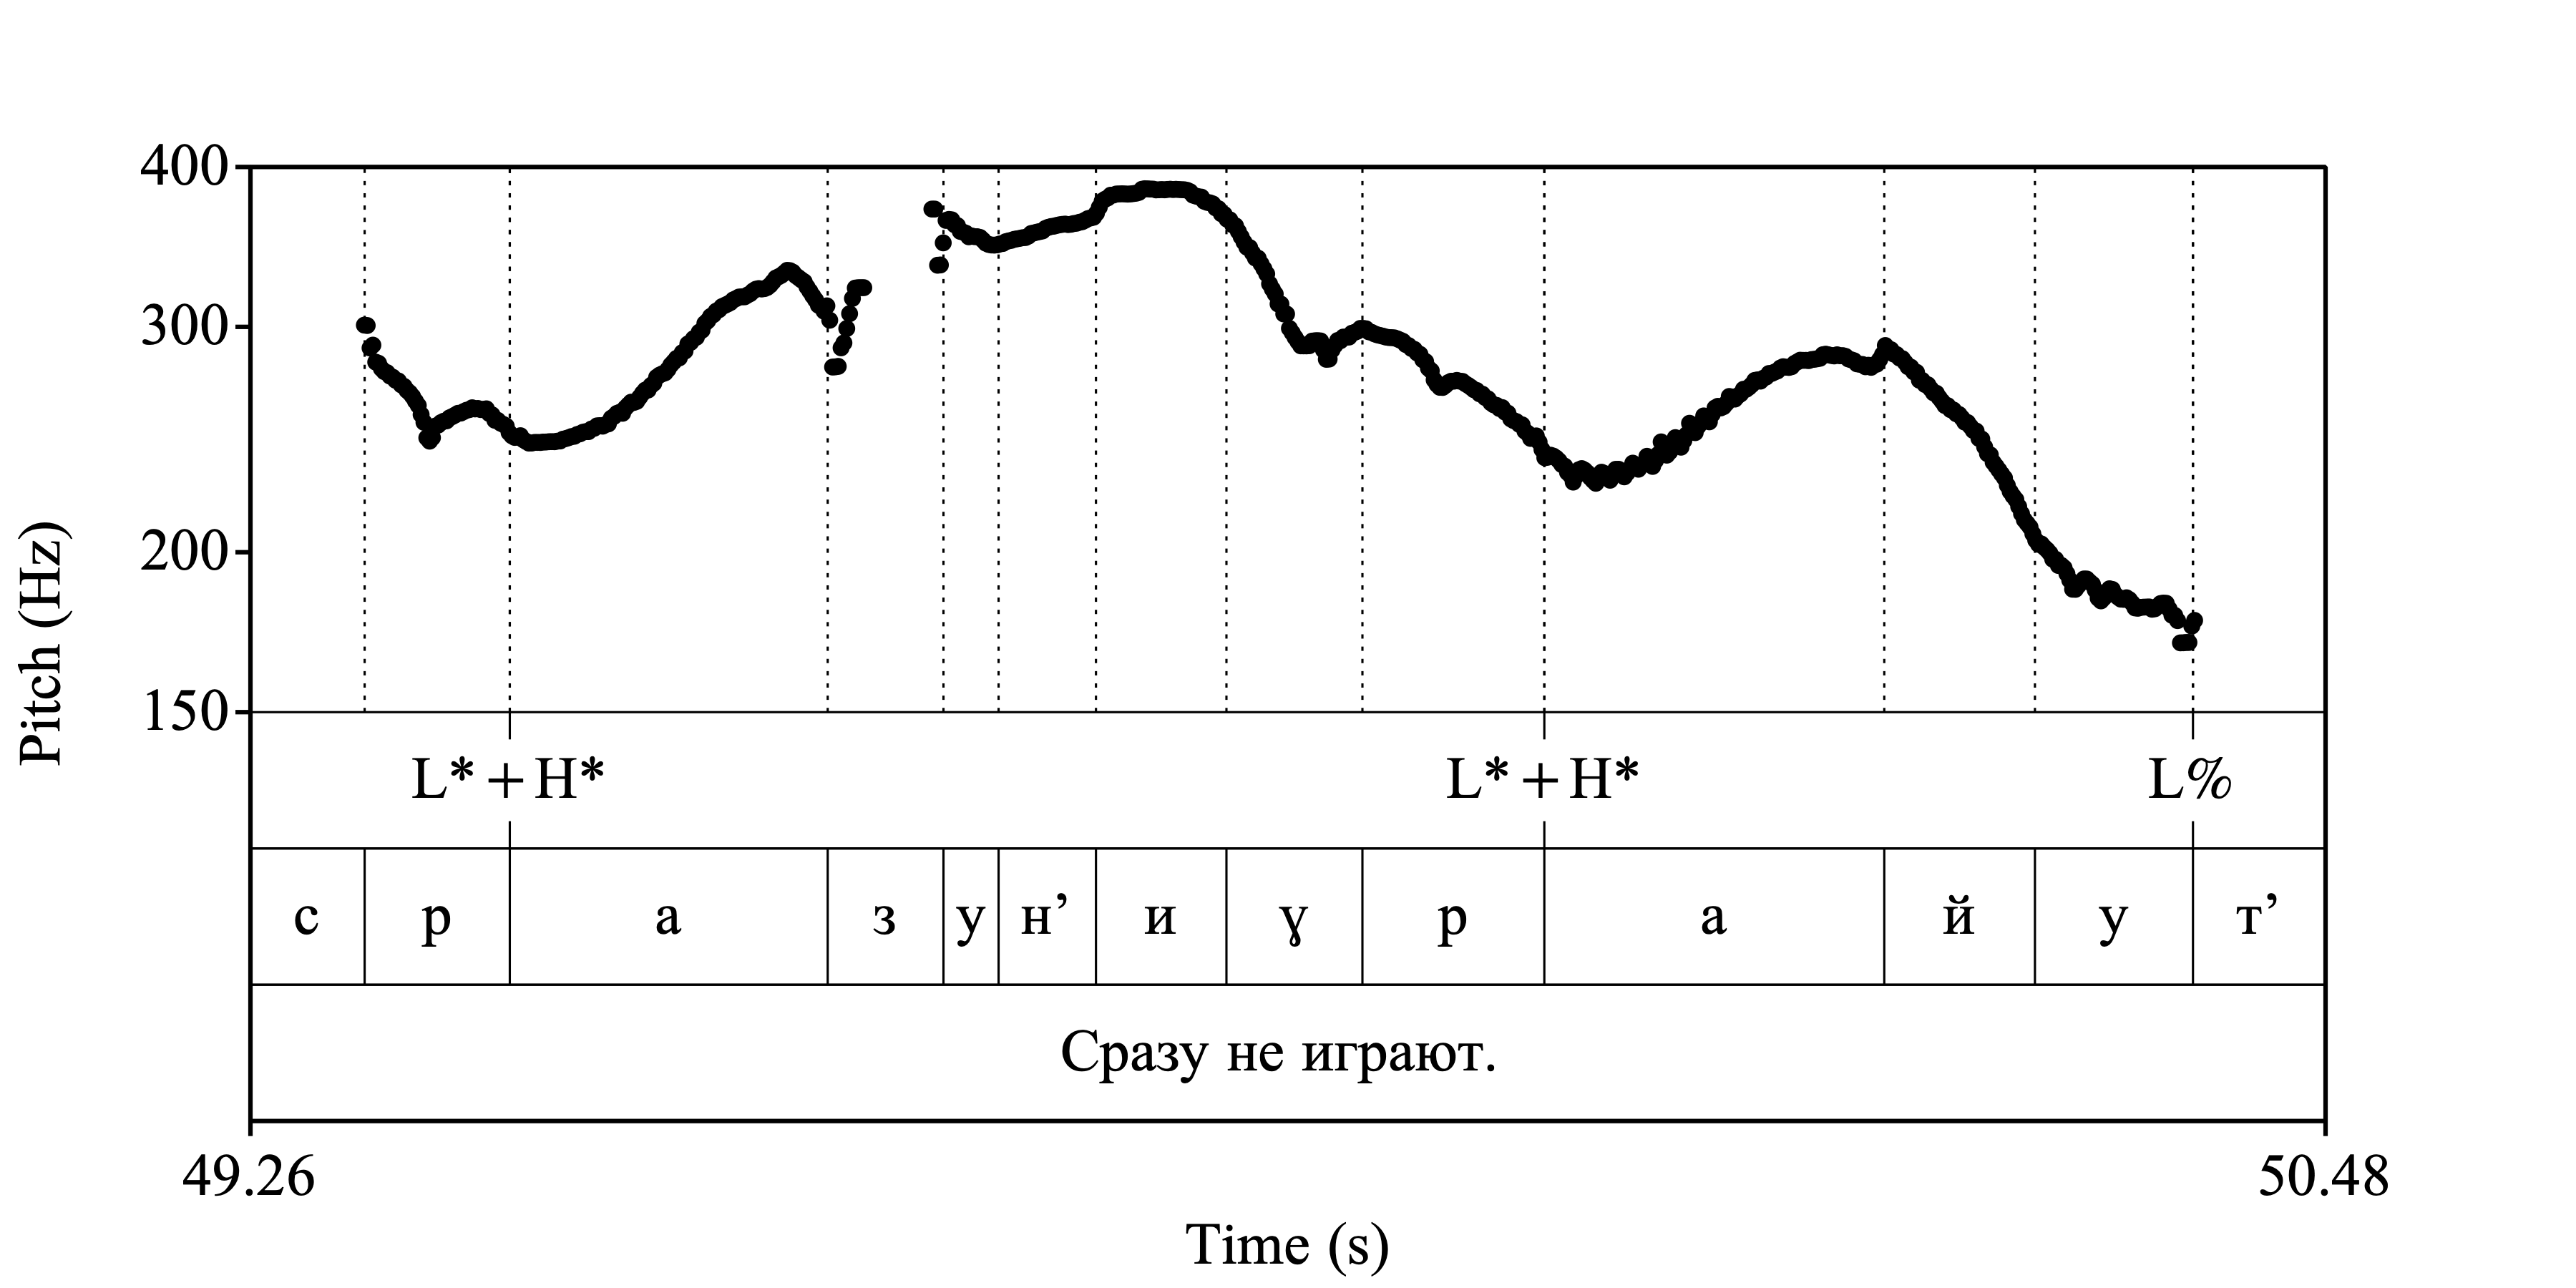 400
300
200
150
Pitch (Hz)
L* + H* L* + H* L%
с р а з у н’ и ɣ р а й у т’
Сразу не играют.
49.26 50.48
Time (s)